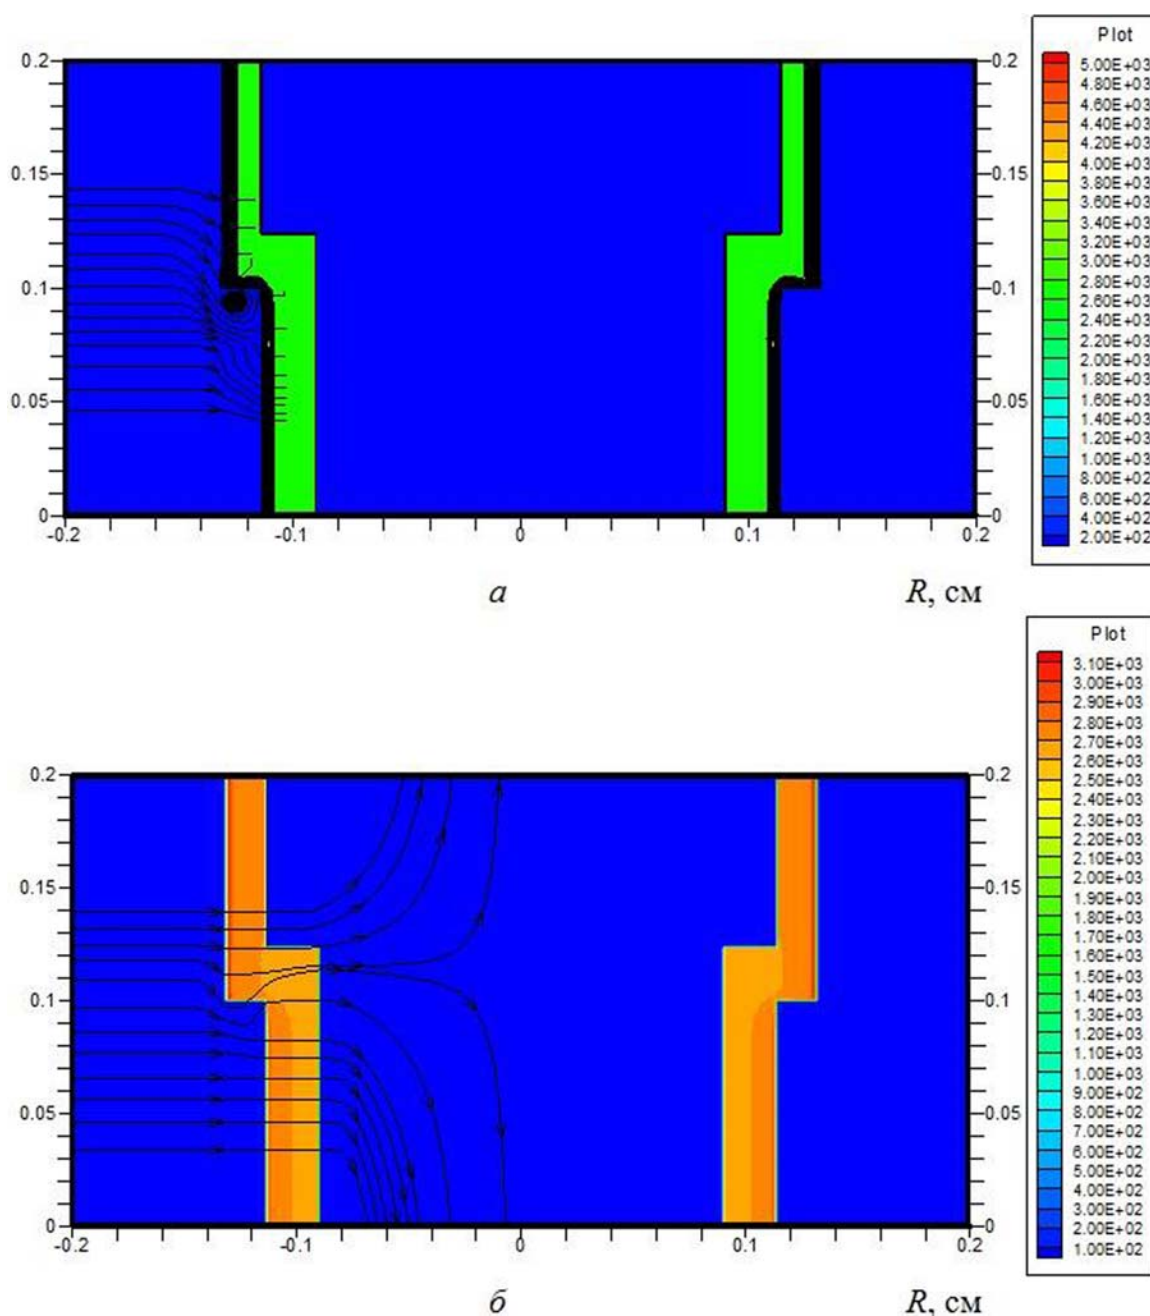 Plot
5.00E+03
4.80E+03
4.60E+03
4.40E+03
4.20E+03
4.00E+03
3.80E+03
3.60E+03
3.40E+03
3.20E+03
3.00E+03
2.80E+03
2.60E+03
2.40E+03
2.20E+03
2.00E+03
1.80E+03
1.60E+03
1.40E+03
1.20E+03
1.00E+03
8.00E+02
6.00E+02
4.00E+02
2.00E+02
0.2
0.2
0.15
0.15
0.1
0.1
0.05
0.05
0
0
-0.2 -0.1 0 0.1 0.2
а R, см
Plot
3.10E+03
3.00E+03
2.90E+03
2.80E+03
2.70E+03
2.60E+03
2.50E+03
2.40E+03
2.30E+03
2.20E+03
2.10E+03
2.00E+03
1.90E+03
1.80E+03
1.70E+03
1.60E+03
1.50E+03
1.40E+03
1.30E+03
1.20E+03
1.10E+03
1.00E+03
9.00E+02
8.00E+02
7.00E+02
6.00E+02
5.00E+02
4.00E+02
3.00E+02
2.00E+02
1.00E+02
0.2
0.2
0.15
0.15
0.1
0.1
0.05
0.05
0
0
-0.2 -0.1 0 0.1 0.2
б R, см